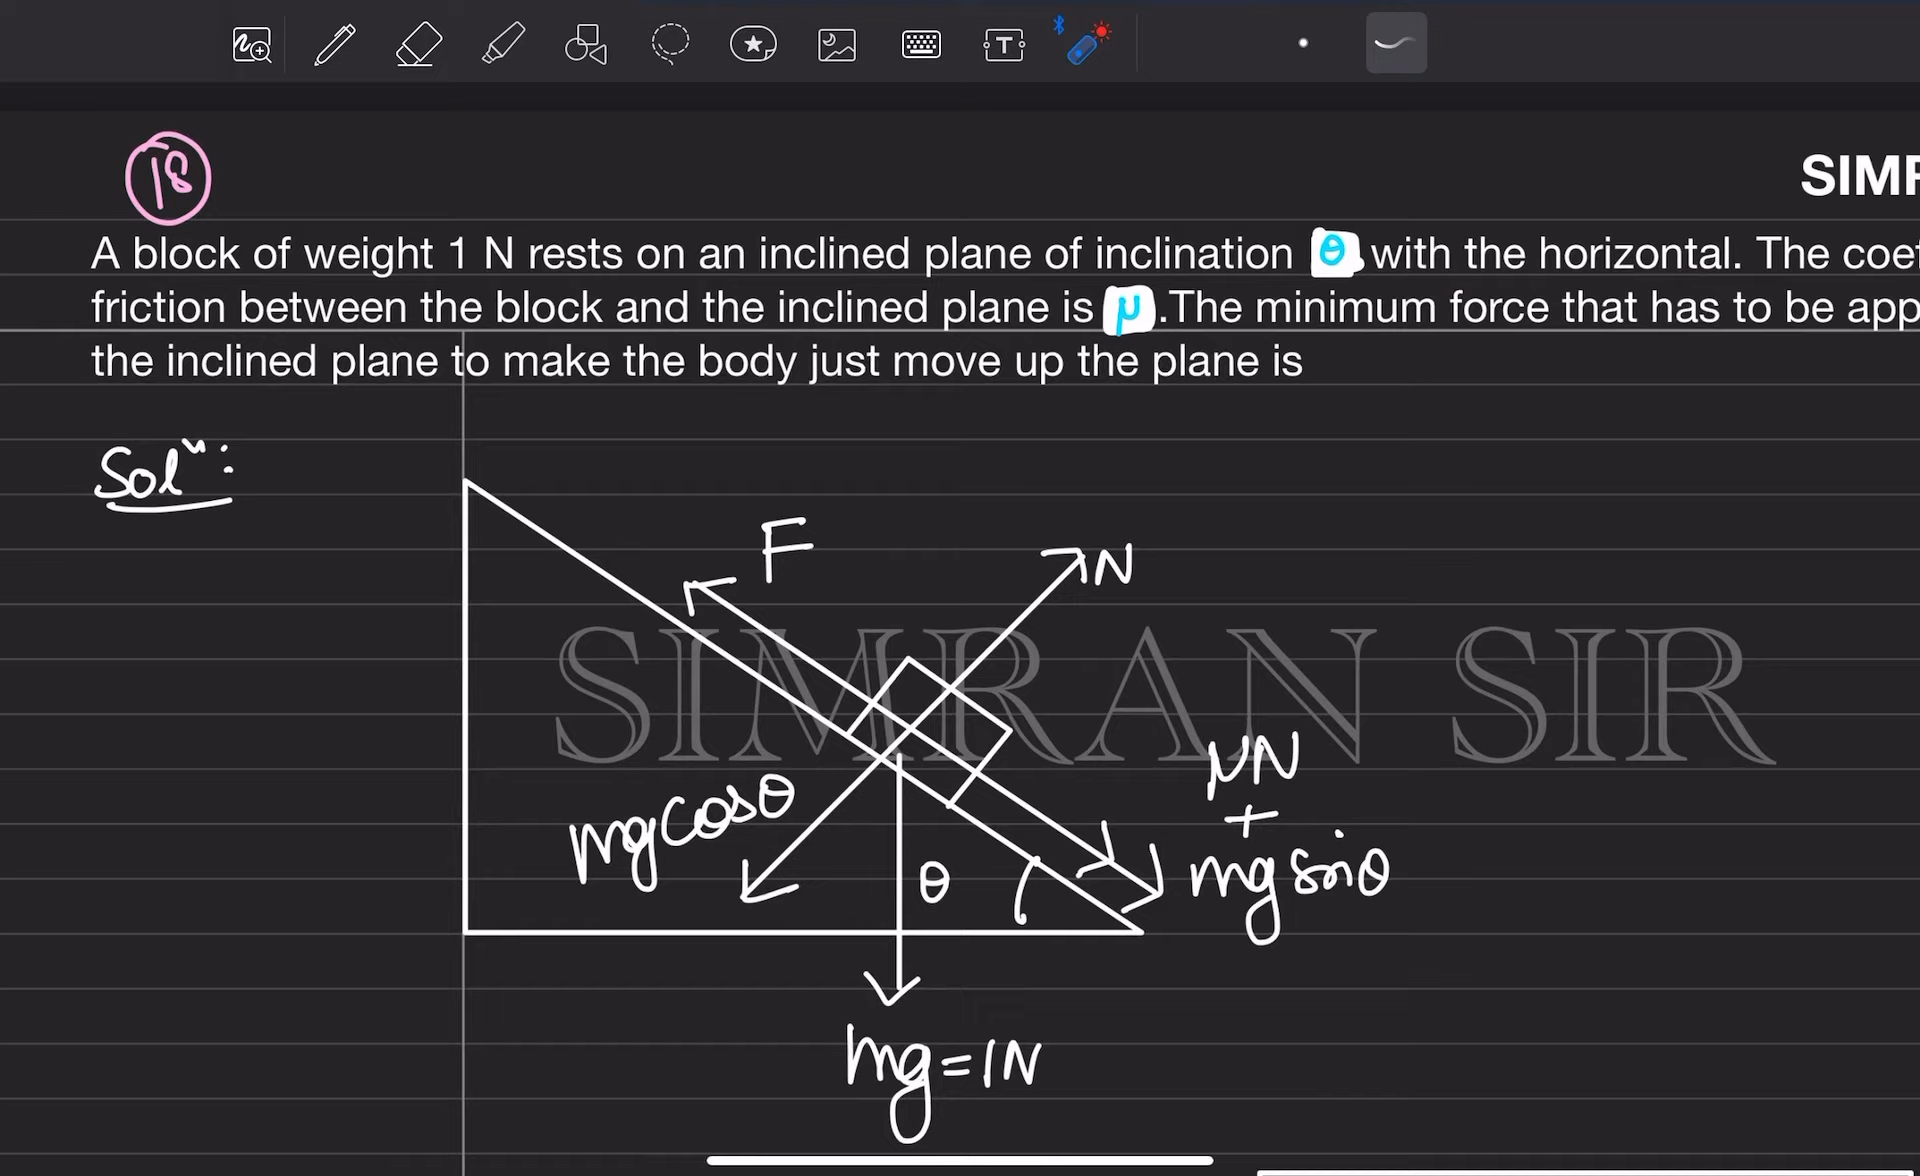 18
SIMR
A block of weight 1 N rests on an inclined plane of inclination θ with the horizontal. The coef
friction between the block and the inclined plane is μ.The minimum force that has to be app
the inclined plane to make the body just move up the plane is
Solⁿ:
F
N
SIMRAN SIR
μN
+
mg sinθ
mg cosθ
θ
mg=1N